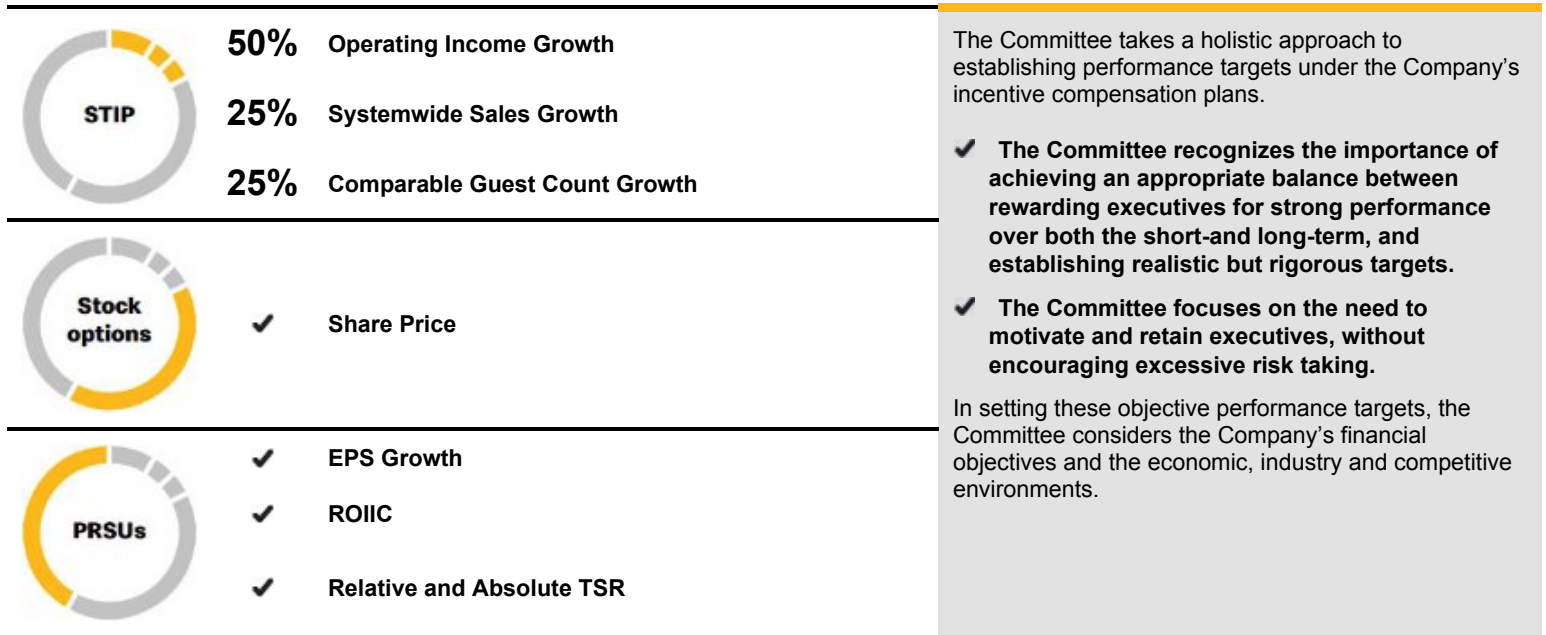 STIP
50% Operating Income Growth
25% Systemwide Sales Growth
25% Comparable Guest Count Growth
Stock
options
✔ Share Price
PRSUs
✔ EPS Growth
✔ ROIIC
✔ Relative and Absolute TSR
The Committee takes a holistic approach to
establishing performance targets under the Company’s
incentive compensation plans.
✔ The Committee recognizes the importance of
achieving an appropriate balance between
rewarding executives for strong performance
over both the short-and long-term, and
establishing realistic but rigorous targets.
✔ The Committee focuses on the need to
motivate and retain executives, without
encouraging excessive risk taking.
In setting these objective performance targets, the
Committee considers the Company’s financial
objectives and the economic, industry and competitive
environments.